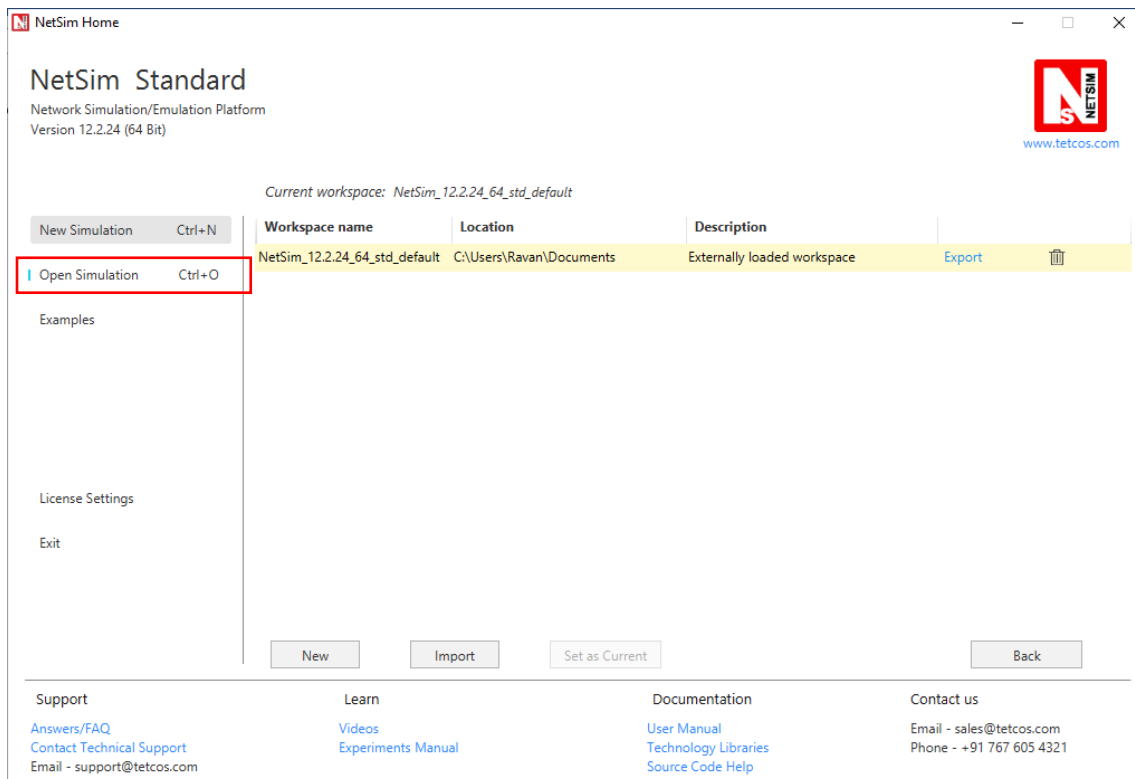 NetSim Home
NetSim Standard
Network Simulation/Emulation Platform
Version 12.2.24 (64 Bit)
N
S
NETSIM
www.tetcos.com
Current workspace: NetSim_12.2.24_64_std_default
New Simulation Ctrl+N
Open Simulation Ctrl+O
Examples
License Settings
Exit
Workspace name Location Description
NetSim_12.2.24_64_std_default C:\Users\Ravan\Documents Externally loaded workspace Export
New Import Set as Current Back
Support
Answers/FAQ
Contact Technical Support
Email - support@tetcos.com
Learn
Videos
Experiments Manual
Documentation
User Manual
Technology Libraries
Source Code Help
Contact us
Email - sales@tetcos.com
Phone - +91 767 605 4321